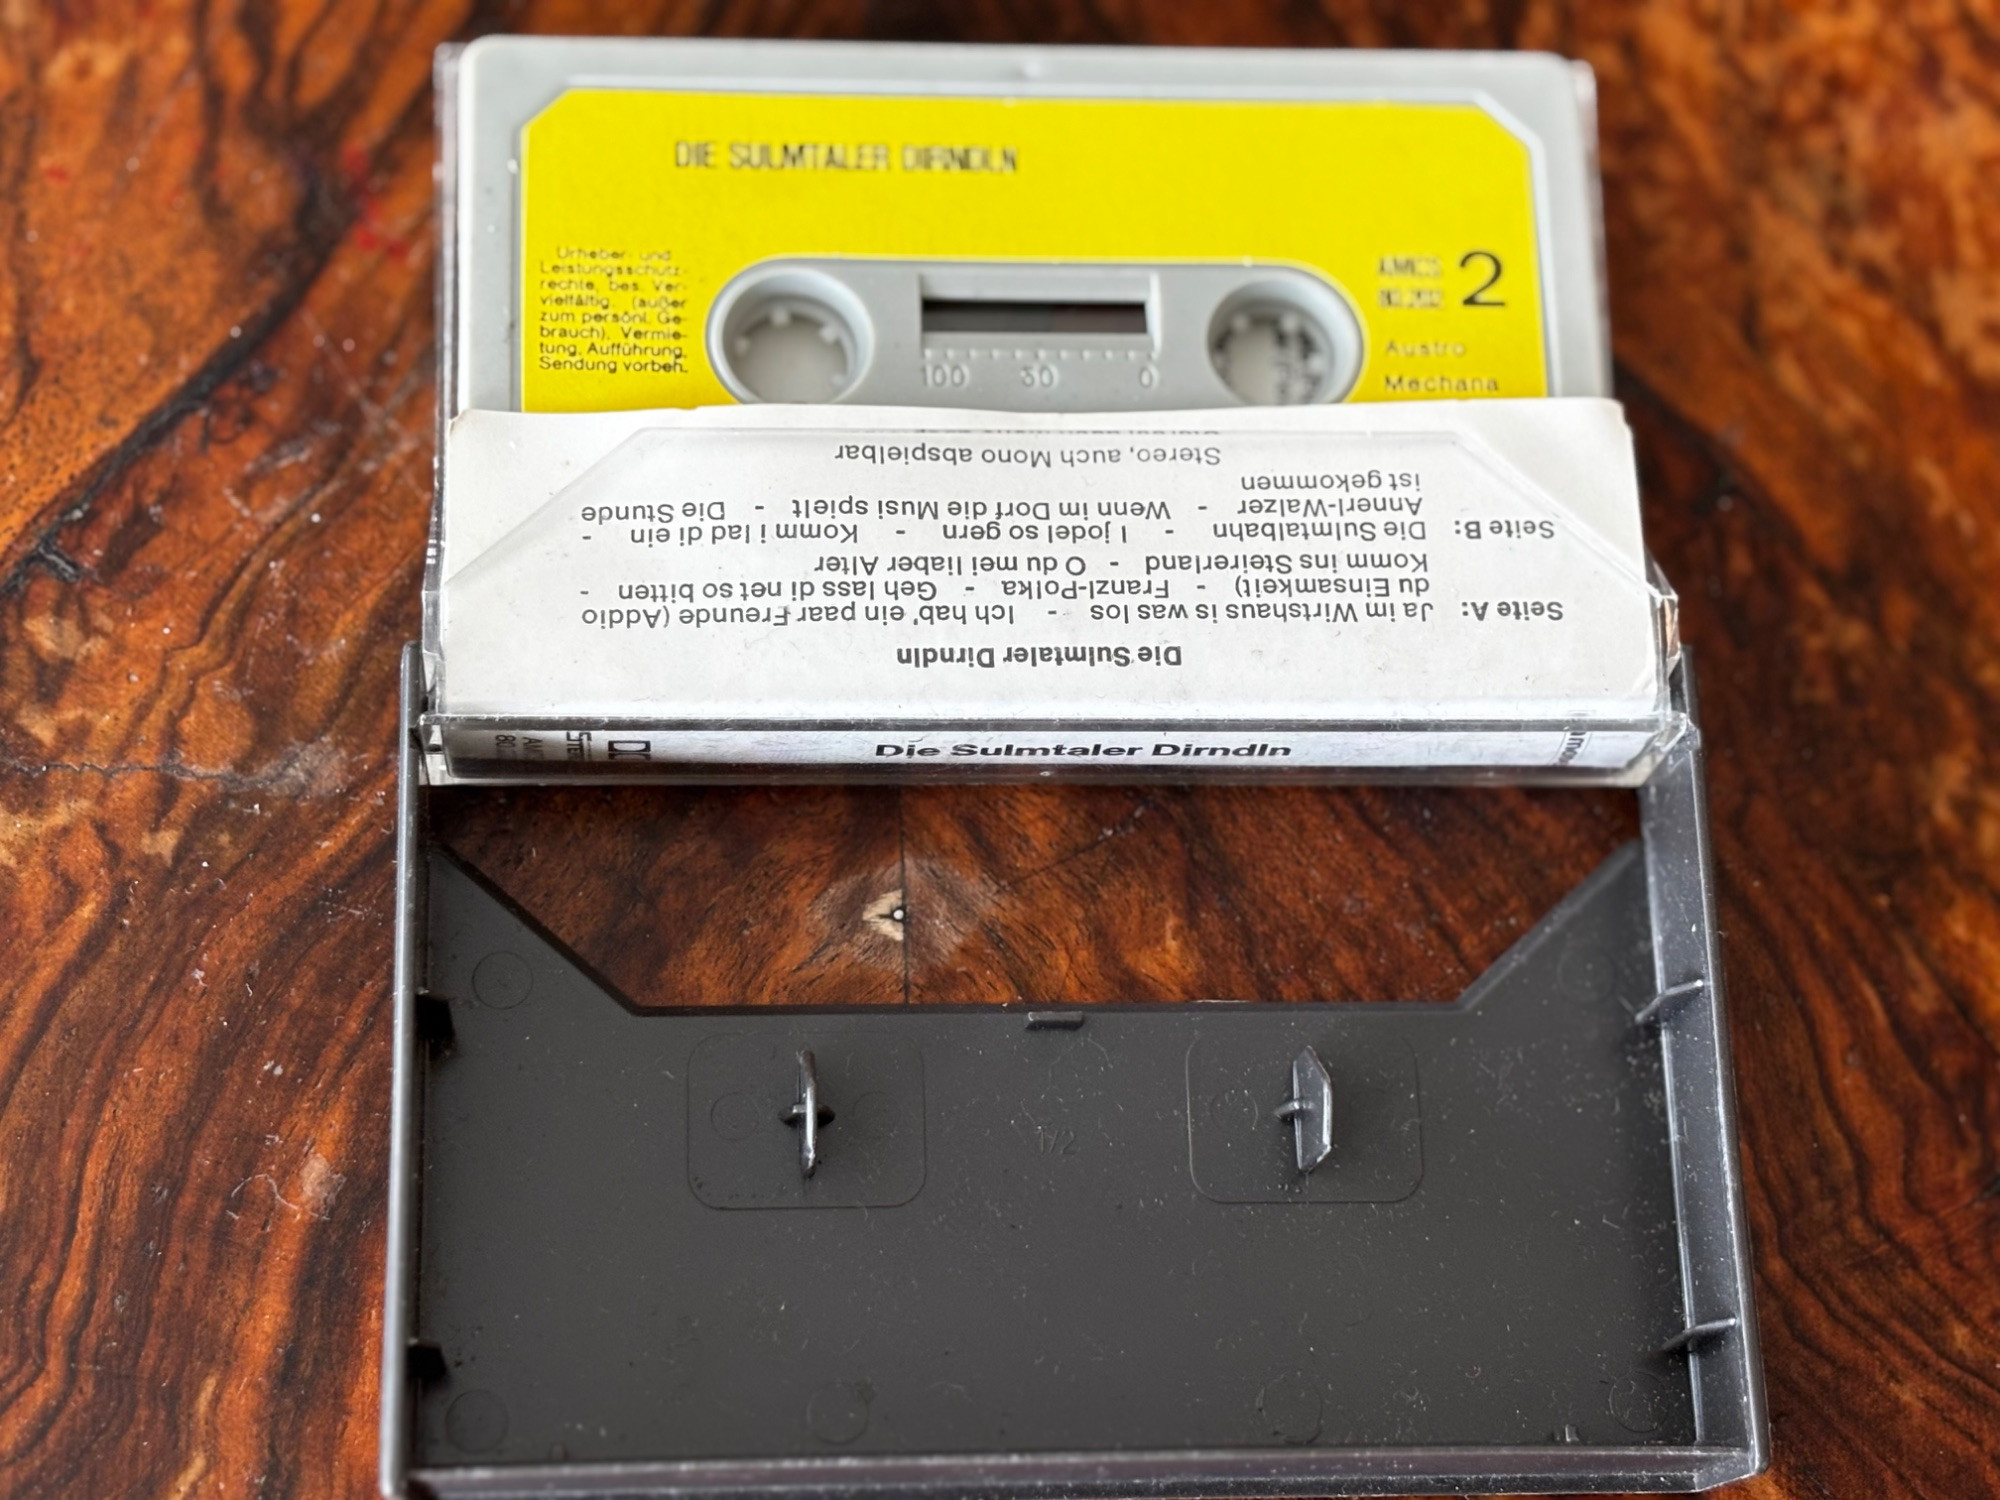 DIE SULMTALER DIRNDLN
Urheber- und
Leistungsschutz-
rechte, bes. Ver-
vielfältig. (außer
zum persönl. Ge-
brauch), Vermie-
tung, Aufführung,
Sendung vorbeh.
2
Austro
Mechana
100 50 0
Die Sulmtaler Dirndln
Seite A: Ja im Wirtshaus is was los - Ich hab' ein paar Freunde (Addio
du Einsamkeit) - Franzl-Polka - Geh lass di net so bitten -
Komm ins Steirerland - O du mei liaber Alter
Seite B: Die Sulmtalbahn - I jodel so gern - Komm i lad di ein -
Annerl-Walzer - Wenn im Dorf die Musi spielt - Die Stunde
ist gekommen
Stereo, auch Mono abspielbar
Die Sulmtaler Dirndln
1/2